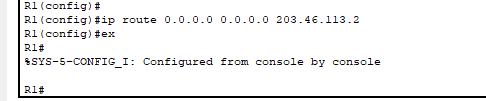 R1(config)#
R1(config)#ip route 0.0.0.0 0.0.0.0 203.46.113.2
R1(config)#ex
R1#
%SYS-5-CONFIG_I: Configured from console by console
R1#